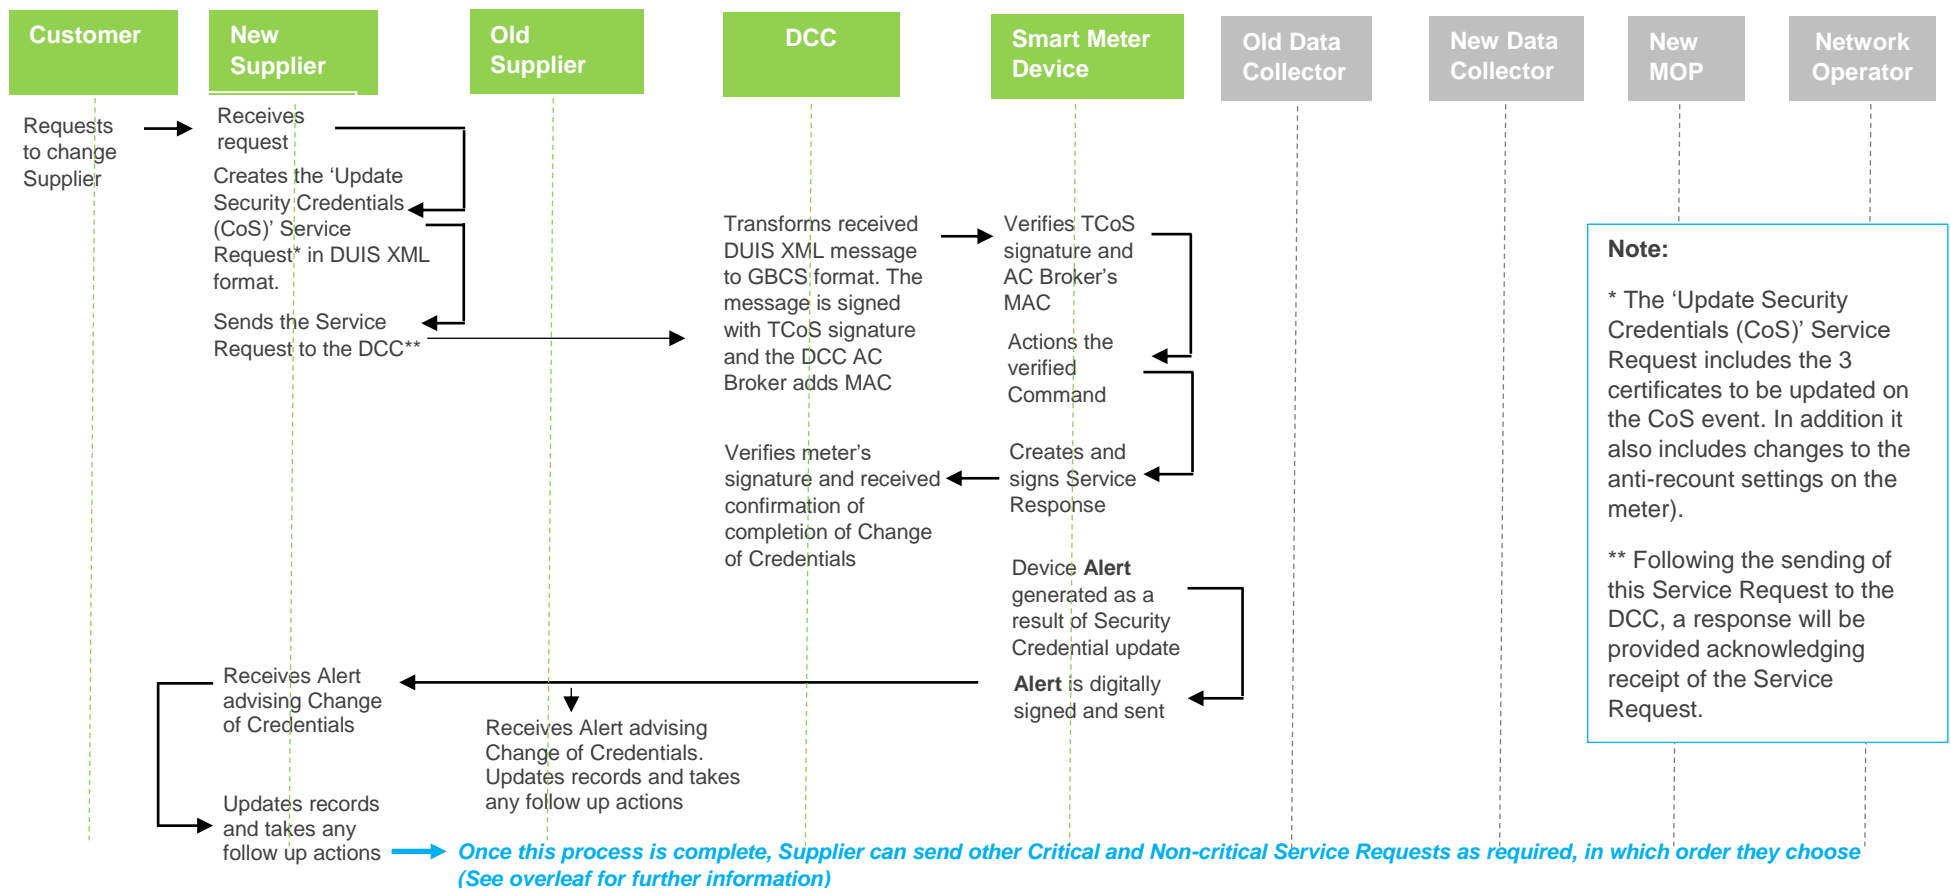 Customer
New
Supplier
Old
Supplier
DCC
Smart Meter
Device
Old Data
Collector
New Data
Collector
New
MOP
Network
Operator
Requests
to change
Supplier
Receives
request
Creates the ‘Update
Security Credentials
(CoS)’ Service
Request* in DUIS XML
format.
Sends the Service
Request to the DCC**
Transforms received
DUIS XML message
to GBCS format. The
message is signed
with TCoS signature
and the DCC AC
Broker adds MAC
Verifies TCoS
signature and
AC Broker’s
MAC
Actions the
verified
Command
Creates and
signs Service
Response
Verifies meter’s
signature and received
confirmation of
completion of Change
of Credentials
Device Alert
generated as a
result of Security
Credential update
Alert is digitally
signed and sent
Receives Alert
advising Change
of Credentials
Receives Alert advising
Change of Credentials.
Updates records and takes
any follow up actions
Updates records
and takes any
follow up actions
Once this process is complete, Supplier can send other Critical and Non-critical Service Requests as required, in which order they choose
(See overleaf for further information)
Note:
* The ‘Update Security
Credentials (CoS)’ Service
Request includes the 3
certificates to be updated on
the CoS event. In addition it
also includes changes to the
anti-recount settings on the
meter).
** Following the sending of
this Service Request to the
DCC, a response will be
provided acknowledging
receipt of the Service
Request.